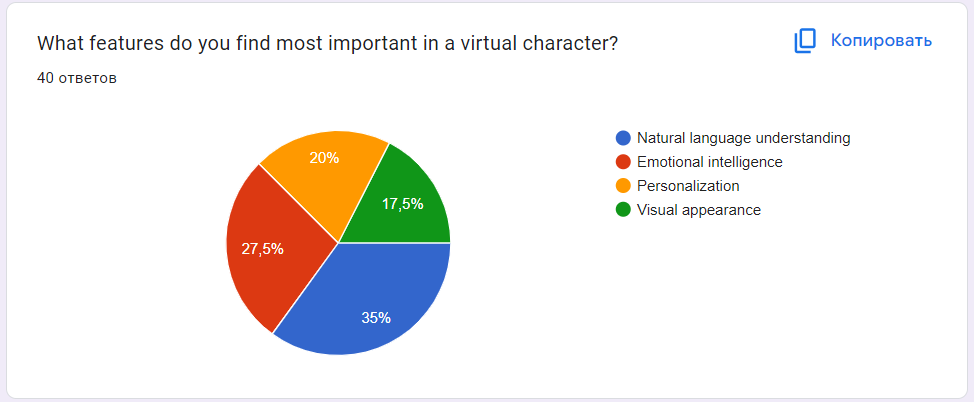 What features do you find most important in a virtual character?
Копировать
40 ответов
Natural language understanding
Emotional intelligence
Personalization
Visual appearance
20%
17,5%
27,5%
35%